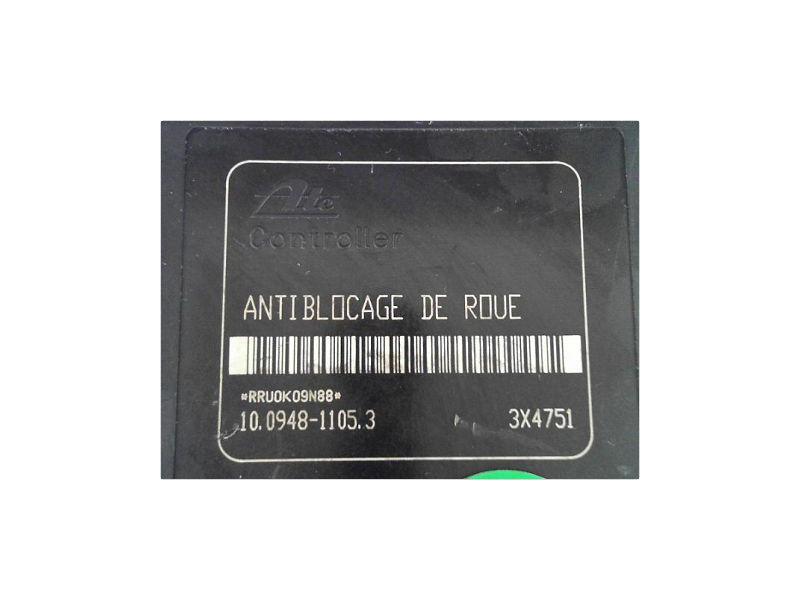 Ate
Controller
ANTIBLOCAGE DE ROUE
*RRU0K09N88*
10.0948-1105.3 3X4751